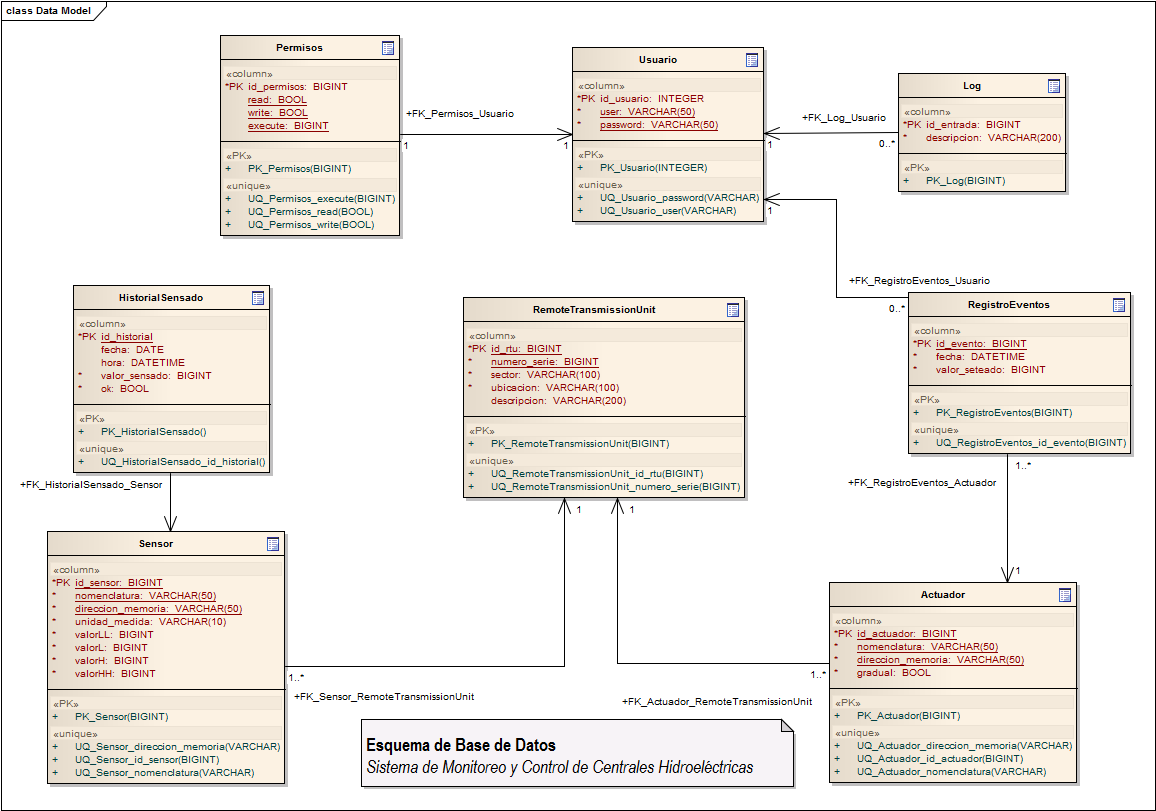 class Data Model
Permisos
«column»
*PK id_permisos: BIGINT
read: BOOL
write: BOOL
execute: BIGINT
«PK»
+ PK_Permisos(BIGINT)
«unique»
+ UQ_Permisos_execute(BIGINT)
+ UQ_Permisos_read(BOOL)
+ UQ_Permisos_write(BOOL)
+FK_Permisos_Usuario
1
1
Usuario
«column»
*PK id_usuario: INTEGER
* user: VARCHAR(50)
* password: VARCHAR(50)
«PK»
+ PK_Usuario(INTEGER)
«unique»
+ UQ_Usuario_password(VARCHAR)
+ UQ_Usuario_user(VARCHAR)
+FK_Log_Usuario
1
0..*
Log
«column»
*PK id_entrada: BIGINT
* descripcion: VARCHAR(200)
«PK»
+ PK_Log(BIGINT)
1
+FK_RegistroEventos_Usuario
0..*
HistorialSensado
«column»
*PK id_historial
fecha: DATE
hora: DATETIME
* valor_sensado: BIGINT
* ok: BOOL
«PK»
+ PK_HistorialSensado()
«unique»
+ UQ_HistorialSensado_id_historial()
+FK_HistorialSensado_Sensor
RemoteTransmissionUnit
«column»
*PK id_rtu: BIGINT
* numero_serie: BIGINT
* sector: VARCHAR(100)
* ubicacion: VARCHAR(100)
descripcion: VARCHAR(200)
«PK»
+ PK_RemoteTransmissionUnit(BIGINT)
«unique»
+ UQ_RemoteTransmissionUnit_id_rtu(BIGINT)
+ UQ_RemoteTransmissionUnit_numero_serie(BIGINT)
1
1
RegistroEventos
«column»
*PK id_evento: BIGINT
* fecha: DATETIME
* valor_seteado: BIGINT
«PK»
+ PK_RegistroEventos(BIGINT)
«unique»
+ UQ_RegistroEventos_id_evento(BIGINT)
1..*
+FK_RegistroEventos_Actuador
1
Sensor
«column»
*PK id_sensor: BIGINT
* nomenclatura: VARCHAR(50)
* direccion_memoria: VARCHAR(50)
* unidad_medida: VARCHAR(10)
* valorLL: BIGINT
* valorL: BIGINT
* valorH: BIGINT
* valorHH: BIGINT
«PK»
+ PK_Sensor(BIGINT)
«unique»
+ UQ_Sensor_direccion_memoria(VARCHAR)
+ UQ_Sensor_id_sensor(BIGINT)
+ UQ_Sensor_nomenclatura(VARCHAR)
1..*
+FK_Sensor_RemoteTransmissionUnit
1..*
+FK_Actuador_RemoteTransmissionUnit
Actuador
«column»
*PK id_actuador: BIGINT
* nomenclatura: VARCHAR(50)
* direccion_memoria: VARCHAR(50)
* gradual: BOOL
«PK»
+ PK_Actuador(BIGINT)
«unique»
+ UQ_Actuador_direccion_memoria(VARCHAR)
+ UQ_Actuador_id_actuador(BIGINT)
+ UQ_Actuador_nomenclatura(VARCHAR)
Esquema de Base de Datos
Sistema de Monitoreo y Control de Centrales Hidroeléctricas